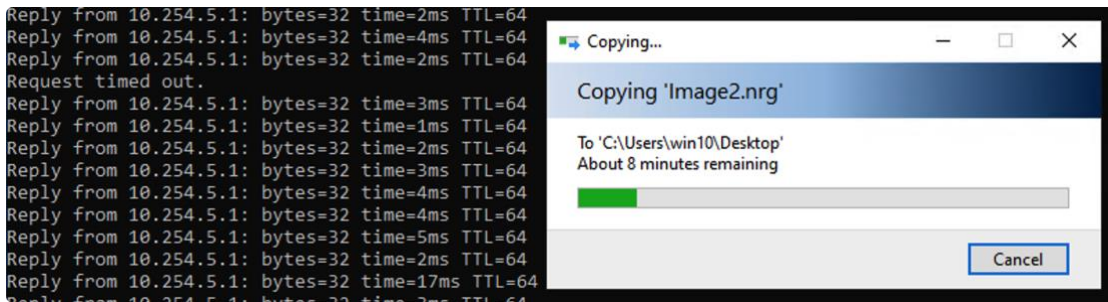 Reply from 10.254.5.1: bytes=32 time=2ms TTL=64
Reply from 10.254.5.1: bytes=32 time=4ms TTL=64
Reply from 10.254.5.1: bytes=32 time=2ms TTL=64
Request timed out.
Reply from 10.254.5.1: bytes=32 time=3ms TTL=64
Reply from 10.254.5.1: bytes=32 time=1ms TTL=64
Reply from 10.254.5.1: bytes=32 time=2ms TTL=64
Reply from 10.254.5.1: bytes=32 time=3ms TTL=64
Reply from 10.254.5.1: bytes=32 time=4ms TTL=64
Reply from 10.254.5.1: bytes=32 time=4ms TTL=64
Reply from 10.254.5.1: bytes=32 time=5ms TTL=64
Reply from 10.254.5.1: bytes=32 time=2ms TTL=64
Reply from 10.254.5.1: bytes=32 time=17ms TTL=64
Copying...
Copying 'Image2.nrg'
To 'C:\Users\win10\Desktop'
About 8 minutes remaining
Cancel